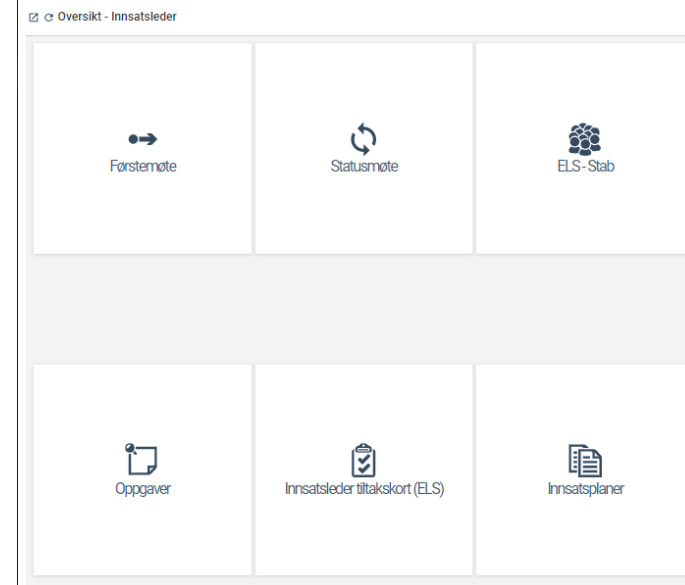 Oversikt - Innsatsleder
Førstemøte
Statusmøte
ELS - Stab
Oppgaver
Innsatsleder tiltakskort (ELS)
Innsatsplaner